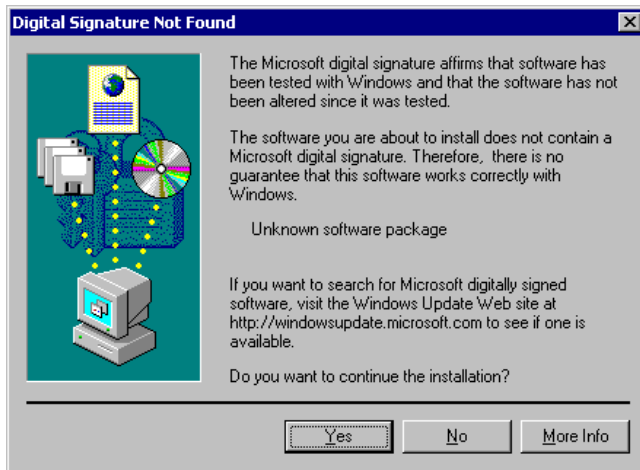 Digital Signature Not Found
The Microsoft digital signature affirms that software has
been tested with Windows and that the software has not
been altered since it was tested.
The software you are about to install does not contain a
Microsoft digital signature. Therefore,  there is no
guarantee that this software works correctly with
Windows.
Unknown software package
If you want to search for Microsoft digitally signed
software, visit the Windows Update Web site at
http://windowsupdate.microsoft.com to see if one is
available.
Do you want to continue the installation?
Yes
No
More Info